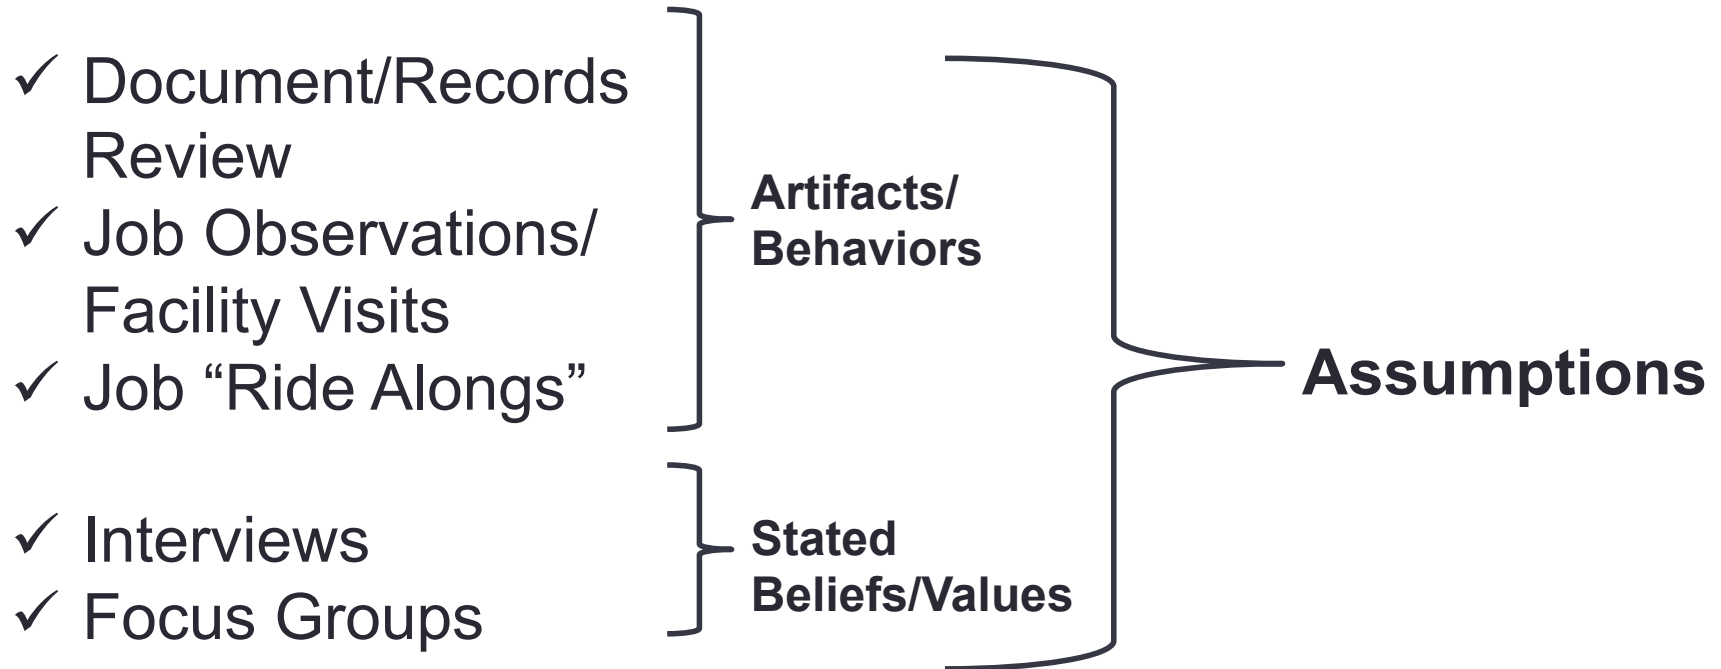 ✓ Document/Records
Review
✓ Job Observations/
Facility Visits
✓ Job “Ride Alongs”
✓ Interviews
✓ Focus Groups
Artifacts/
Behaviors
Stated
Beliefs/Values
Assumptions